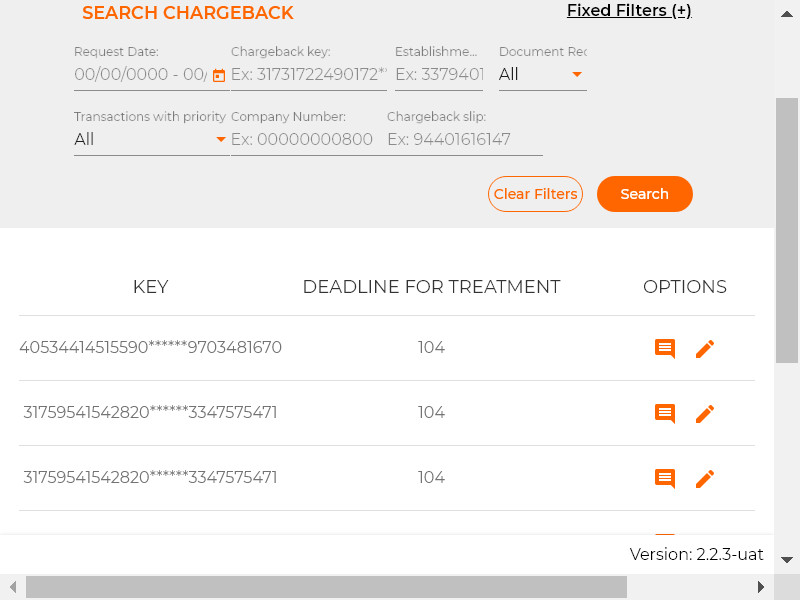 SEARCH CHARGEBACK
Fixed Filters (+)
Request Date: Chargeback key: Establishme... Document Rec
00/00/0000 - 00/ Ex: 31731722490172** Ex: 3379401 All
Transactions with priority Company Number: Chargeback slip:
All Ex: 00000000800 Ex: 94401616147
Clear Filters Search
KEY DEADLINE FOR TREATMENT OPTIONS
40534414515590******9703481670 104
31759541542820******3347575471 104
31759541542820******3347575471 104
Version: 2.2.3-uat